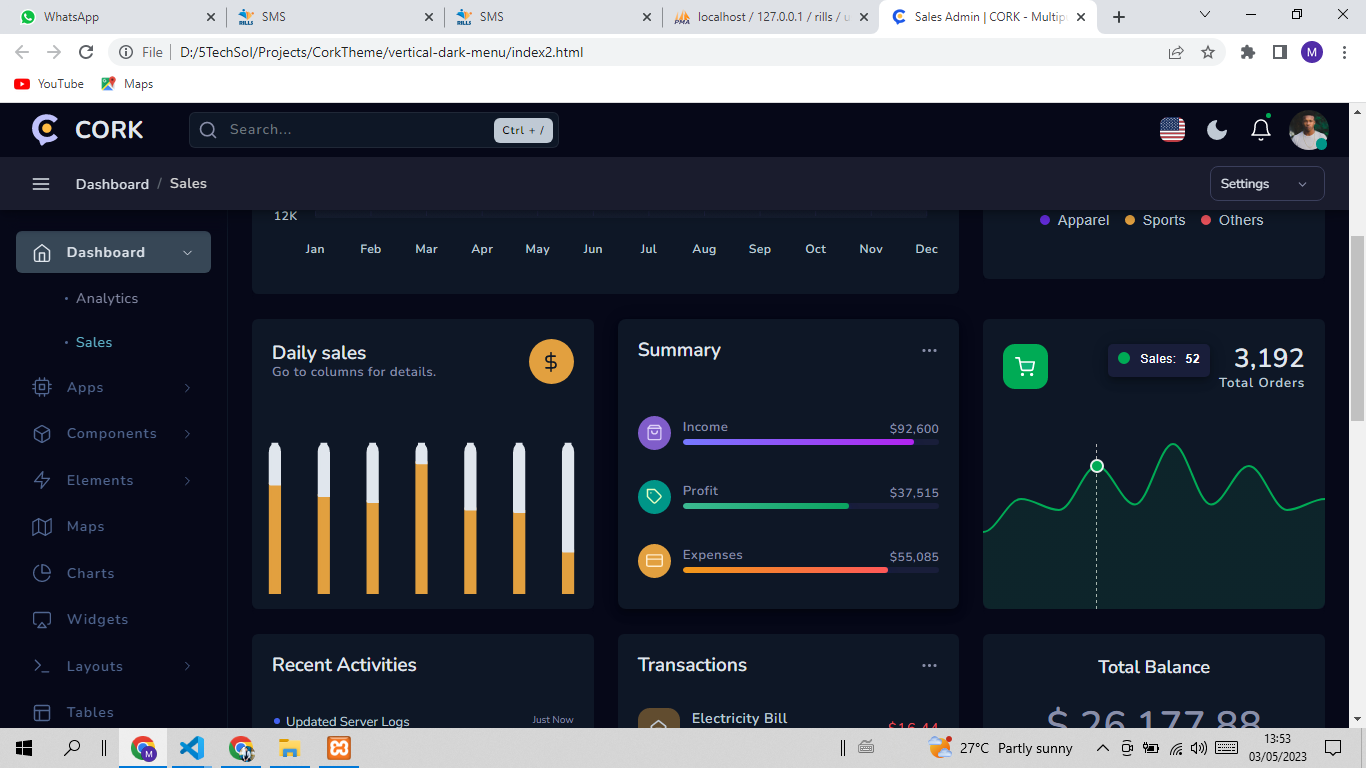 WhatsApp
SMS
SMS
localhost / 127.0.0.1 / rills / u
Sales Admin | CORK - Multip
File
D:/5TechSol/Projects/CorkTheme/vertical-dark-menu/index2.html
M
YouTube
Maps
CORK
Search...
Ctrl + /
Dashboard / Sales
Settings
Dashboard
Analytics
Sales
Apps
Components
Elements
Maps
Charts
Widgets
Layouts
Tables
12K
Jan Feb Mar Apr May Jun Jul Aug Sep Oct Nov Dec
Apparel Sports Others
Daily sales
Go to columns for details.
Summary
Income $92,600
Profit $37,515
Expenses $55,085
Sales: 52
3,192
Total Orders
Recent Activities
Updated Server Logs Just Now
Transactions
Electricity Bill
$16.44
Total Balance
$ 26,177.88
27°C Partly sunny
13:53
03/05/2023